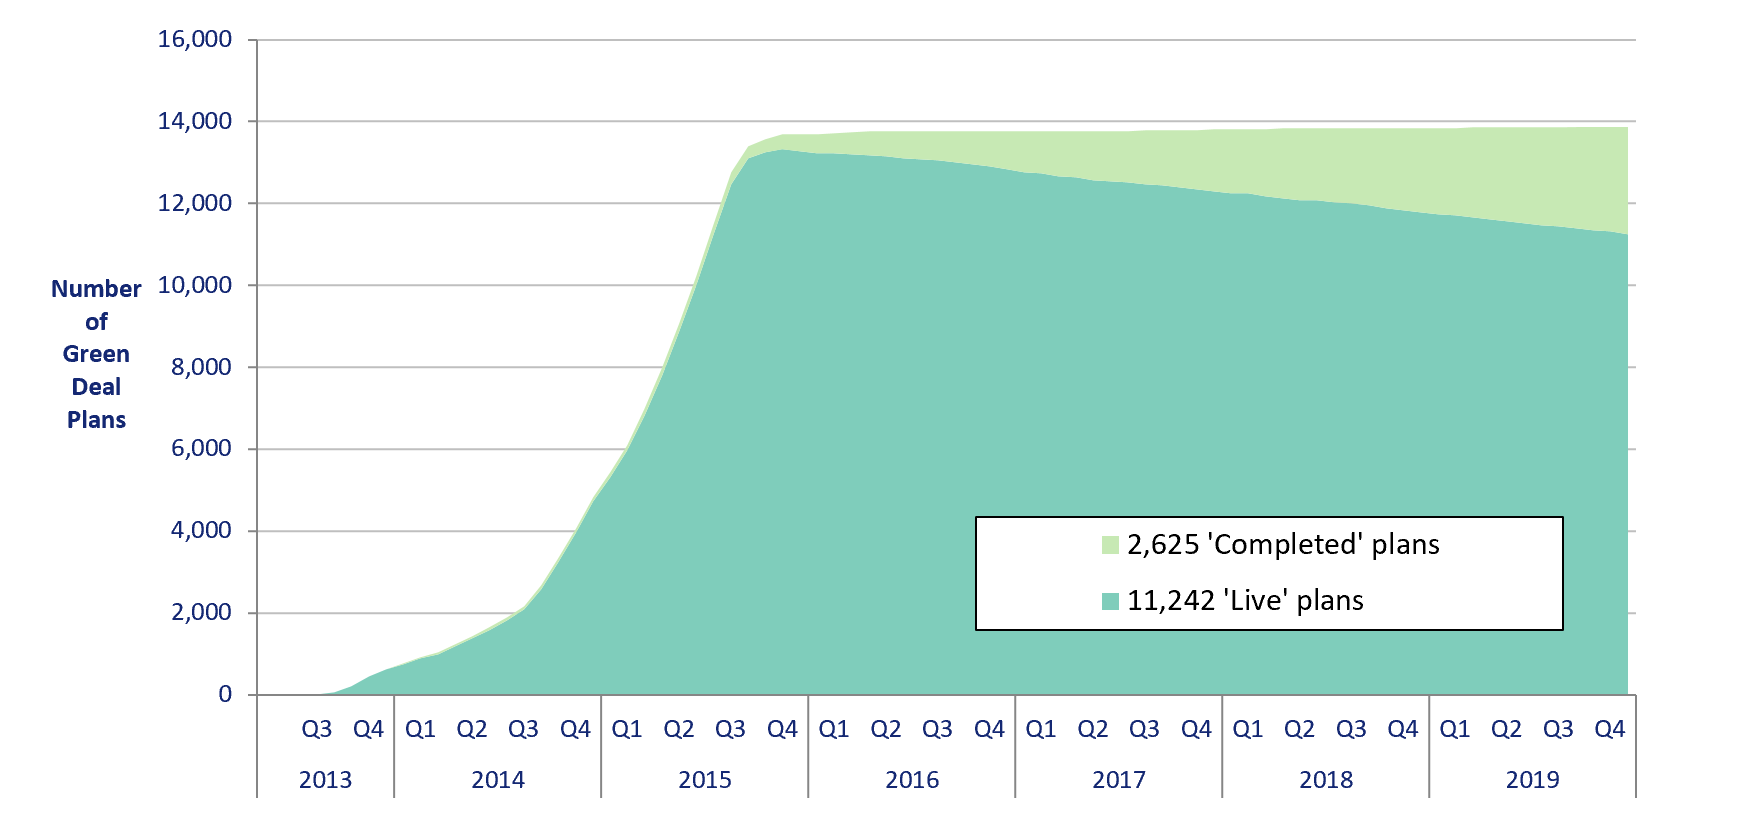 16,000
14,000
12,000
10,000
8,000
6,000
4,000
2,000
0
Number
of
Green
Deal
Plans
2,625 'Completed' plans
11,242 'Live' plans
Q3 Q4 Q1 Q2 Q3 Q4 Q1 Q2 Q3 Q4 Q1 Q2 Q3 Q4 Q1 Q2 Q3 Q4 Q1 Q2 Q3 Q4 Q1 Q2 Q3 Q4
2013 2014 2015 2016 2017 2018 2019